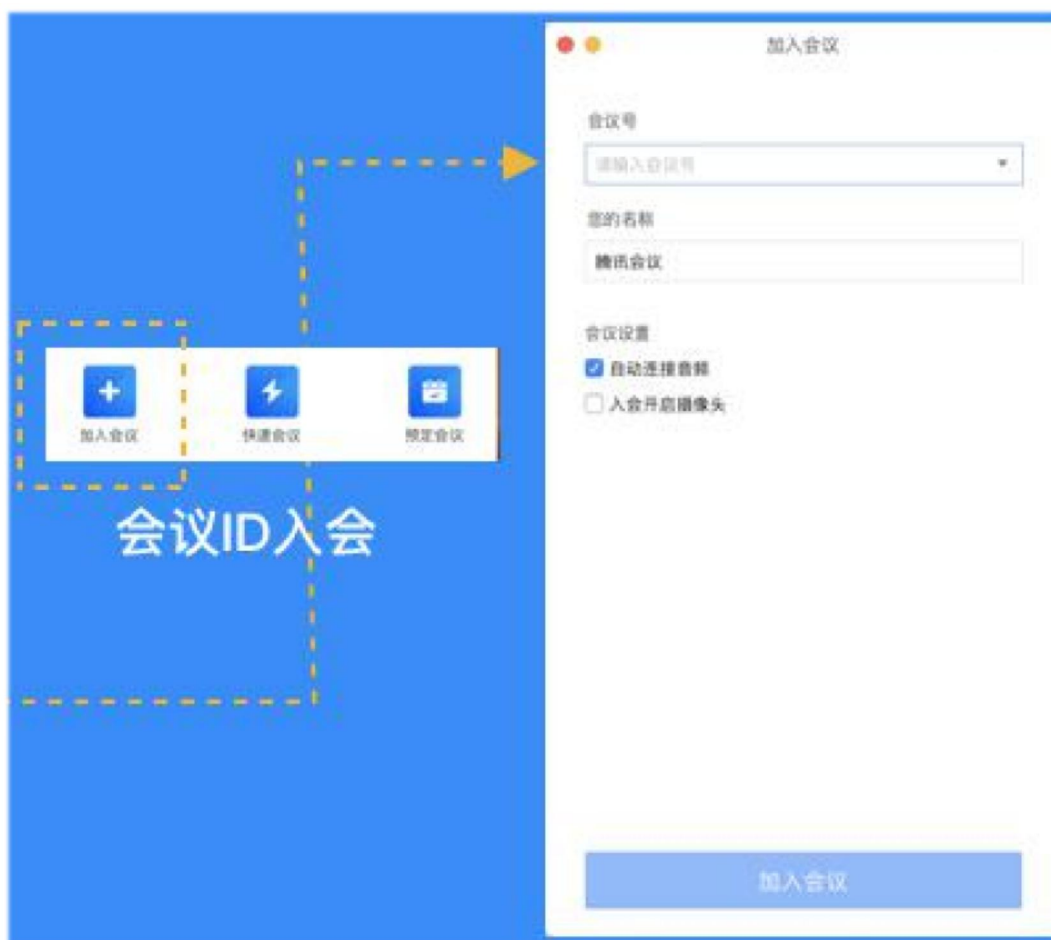 加入会议
快速会议
预定会议
会议ID入会
加入会议
会议号
请输入会议号
您的名称
腾讯会议
会议设置
自动连接音频
入会开启摄像头
加入会议